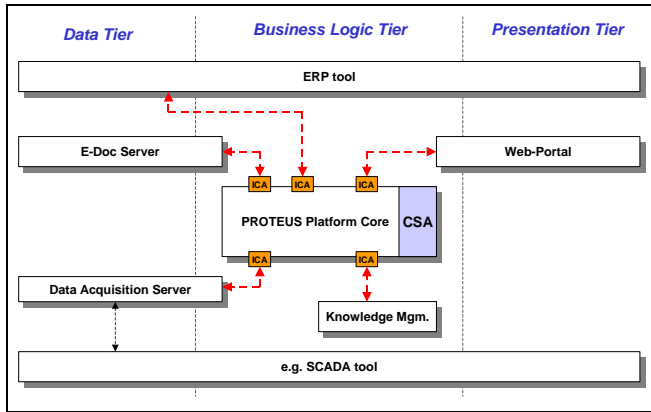 Data Tier
Business Logic Tier
Presentation Tier
ERP tool
E-Doc Server
Web-Portal
ICA
ICA
ICA
PROTEUS Platform Core
CSA
ICA
ICA
Data Acquisition Server
Knowledge Mgm.
e.g. SCADA tool